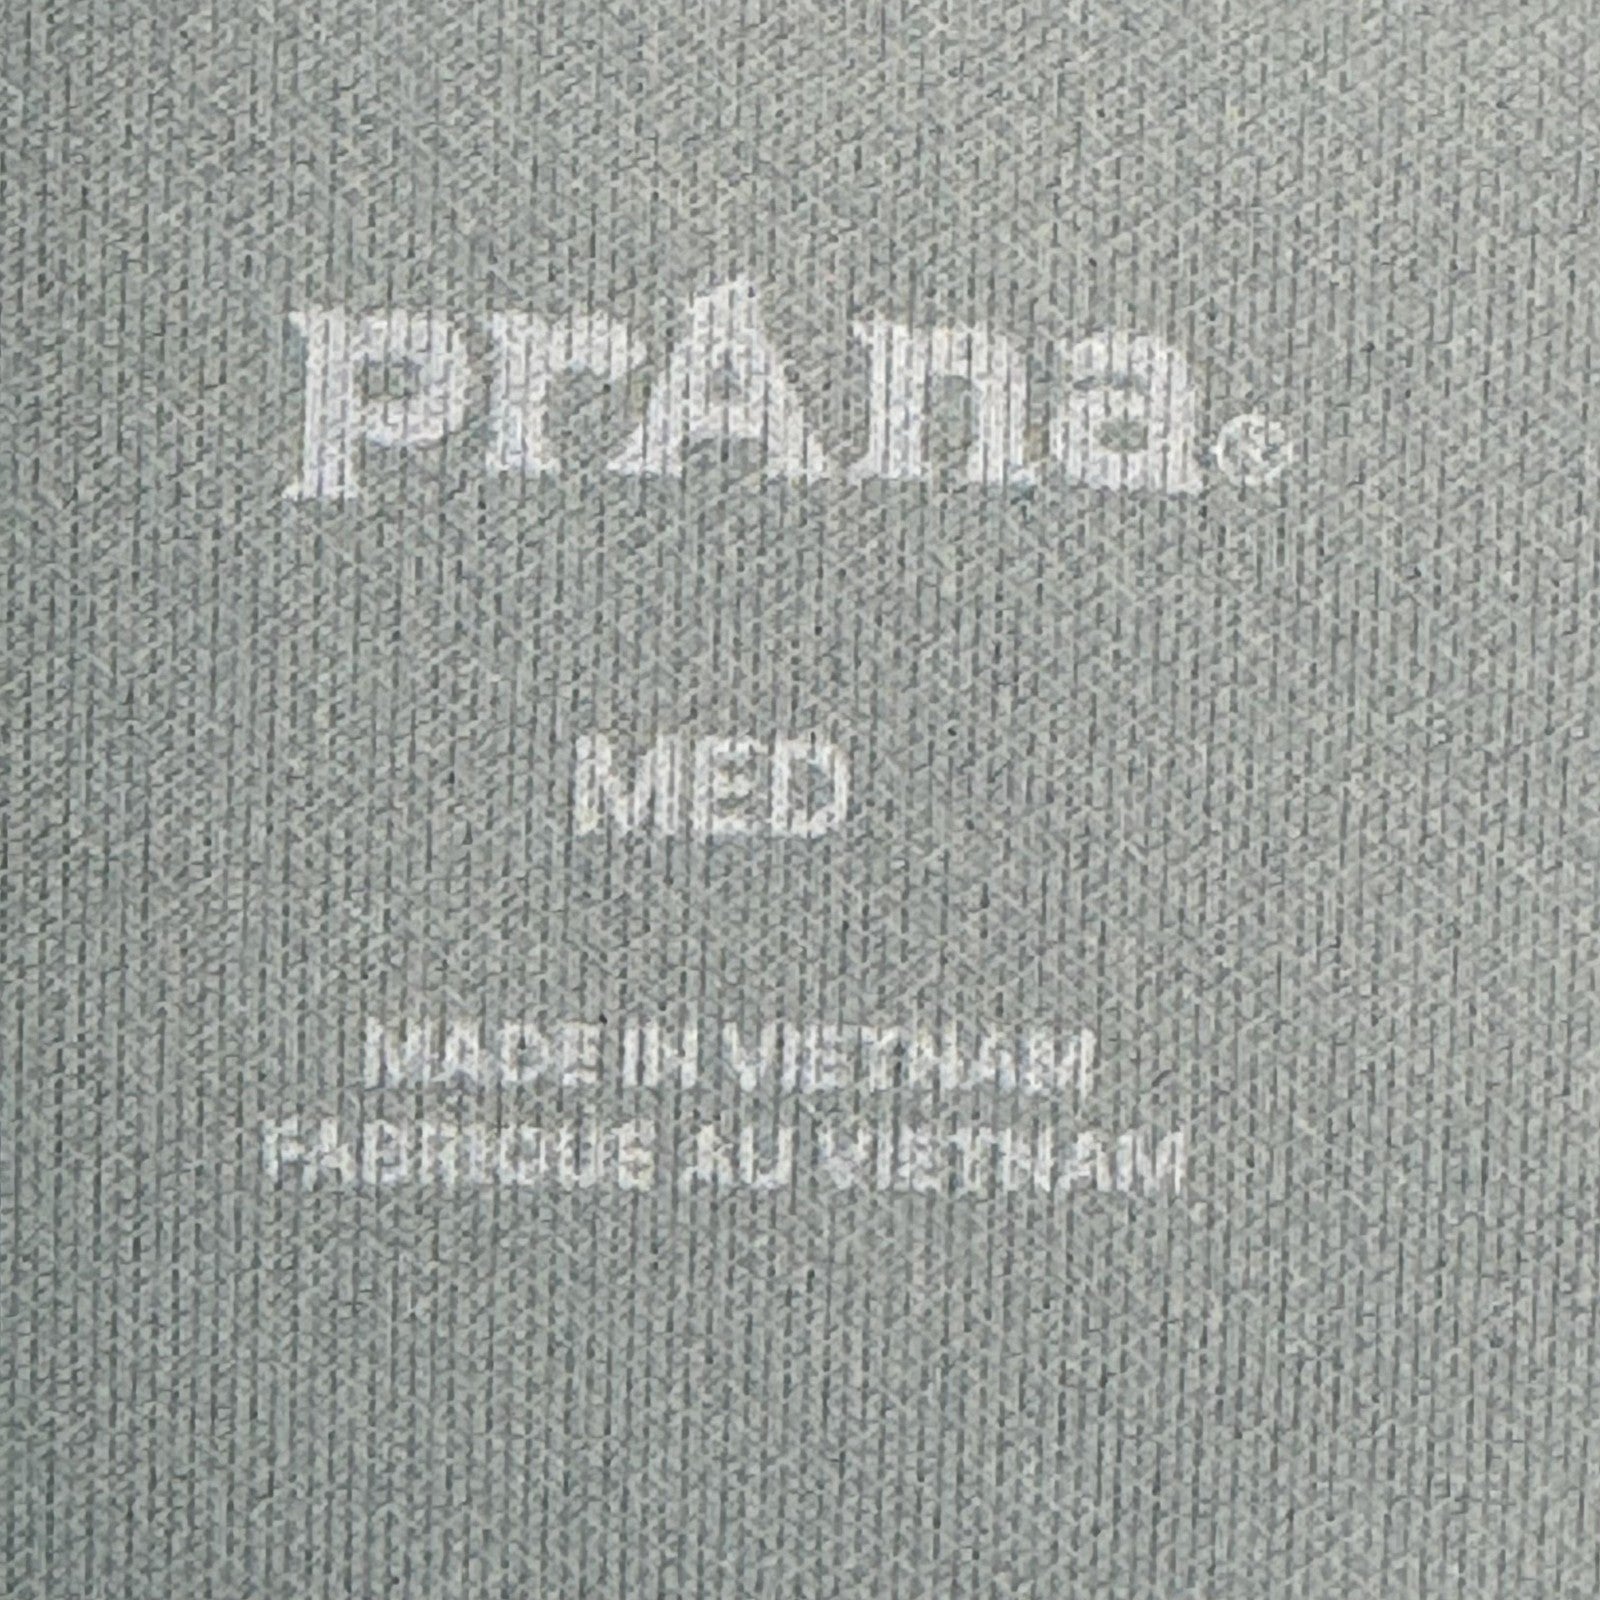 prAna®
MED
MADE IN VIETNAM
FABRIQUÉ AU VIETNAM